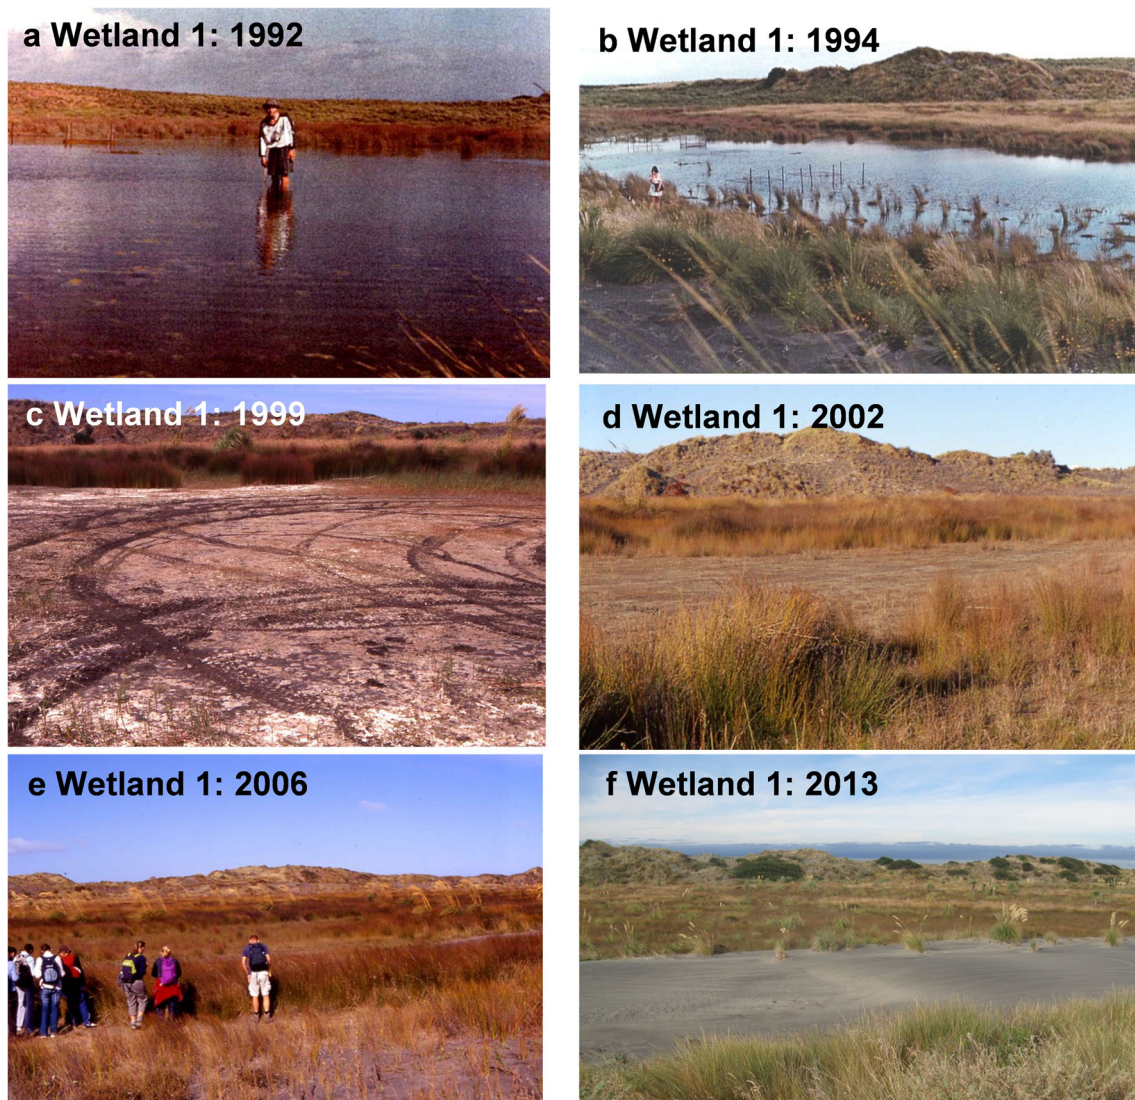 a Wetland 1: 1992
b Wetland 1: 1994
c Wetland 1: 1999
d Wetland 1: 2002
e Wetland 1: 2006
f Wetland 1: 2013